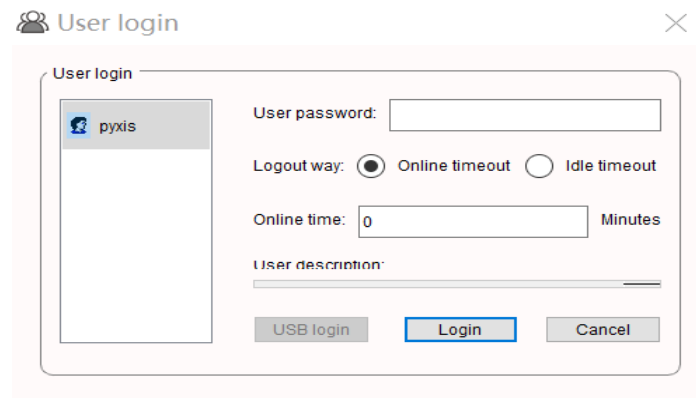 User login
User login
pyxis
User password:
Logout way: Online timeout Idle timeout
Online time: 0 Minutes
User description:
USB login Login Cancel